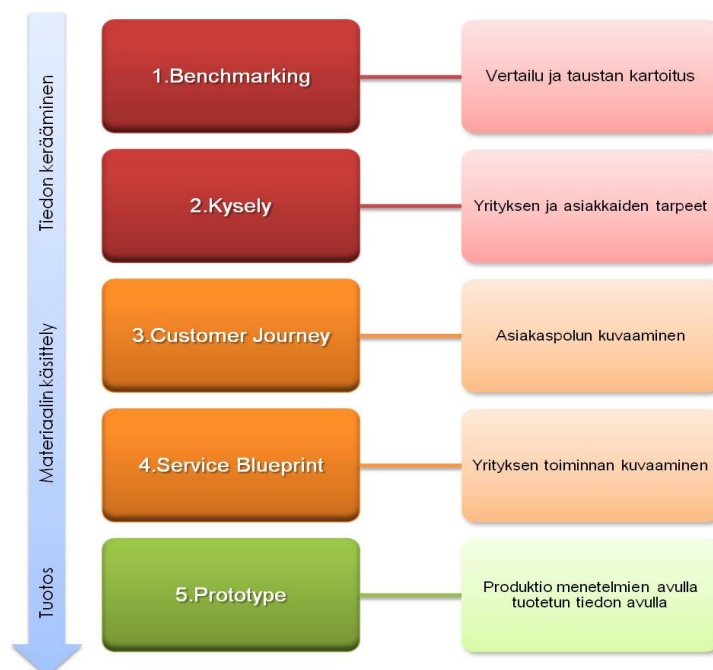 Tiedon kerääminen
1.Benchmarking
Vertailu ja taustan kartoitus
2.Kysely
Yrityksen ja asiakkaiden tarpeet
Materiaalin käsittely
3.Customer Journey
Asiakaspolun kuvaaminen
4.Service Blueprint
Yrityksen toiminnan kuvaaminen
Tuotos
5.Prototype
Produktio menetelmien avulla
tuotetun tiedon avulla